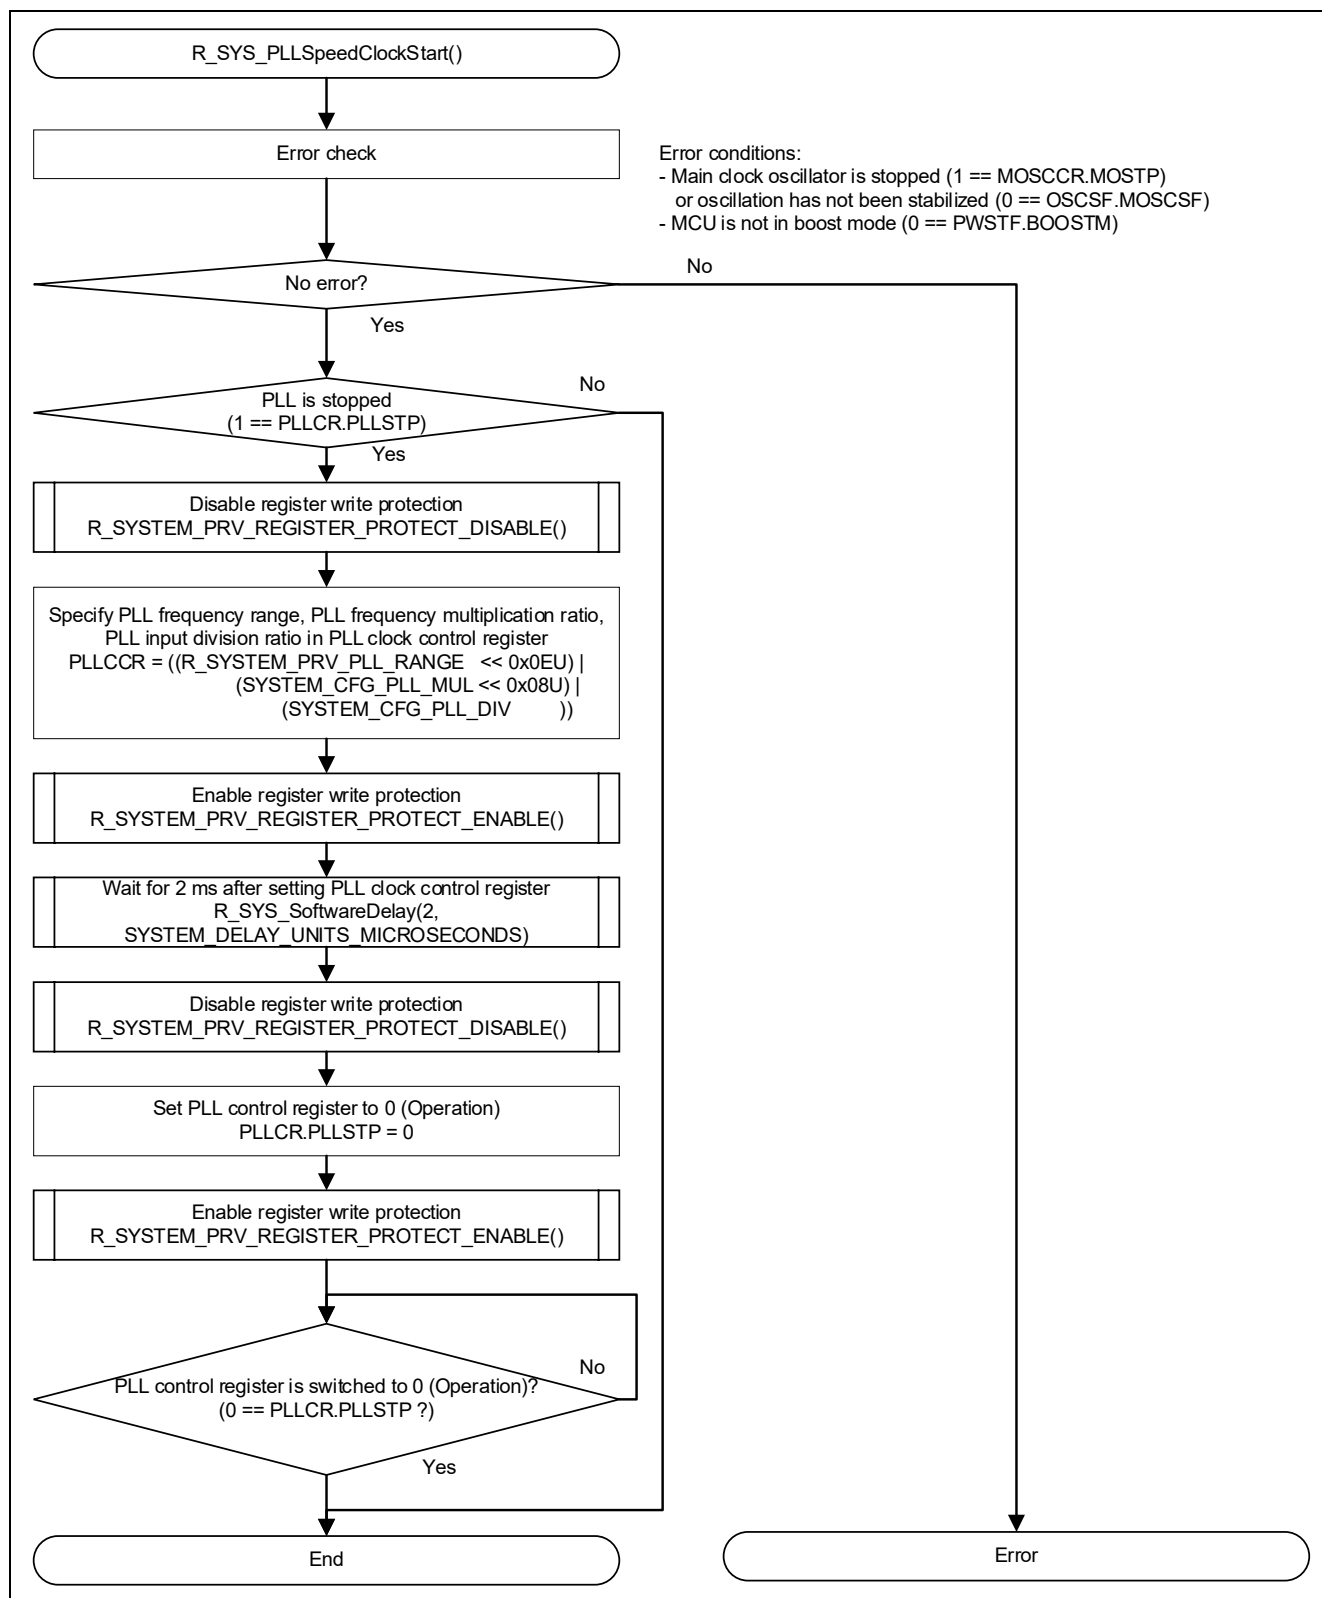 R_SYS_PLLSpeedClockStart()
Error check
Error conditions:
- Main clock oscillator is stopped (1 == MOSCCR.MOSTP)
or oscillation has not been stabilized (0 == OSCSF.MOSCSF)
- MCU is not in boost mode (0 == PWSTF.BOOSTM)
No error?
No
Yes
PLL is stopped
(1 == PLLCR.PLLSTP)
No
Yes
Disable register write protection
R_SYSTEM_PRV_REGISTER_PROTECT_DISABLE()
Specify PLL frequency range, PLL frequency multiplication ratio,
PLL input division ratio in PLL clock control register
PLLCCR = ((R_SYSTEM_PRV_PLL_RANGE << 0x0EU) |
(SYSTEM_CFG_PLL_MUL << 0x08U) |
(SYSTEM_CFG_PLL_DIV ))
Enable register write protection
R_SYSTEM_PRV_REGISTER_PROTECT_ENABLE()
Wait for 2 ms after setting PLL clock control register
R_SYS_SoftwareDelay(2,
SYSTEM_DELAY_UNITS_MICROSECONDS)
Disable register write protection
R_SYSTEM_PRV_REGISTER_PROTECT_DISABLE()
Set PLL control register to 0 (Operation)
PLLCR.PLLSTP = 0
Enable register write protection
R_SYSTEM_PRV_REGISTER_PROTECT_ENABLE()
PLL control register is switched to 0 (Operation)?
(0 == PLLCR.PLLSTP ?)
No
Yes
End
Error